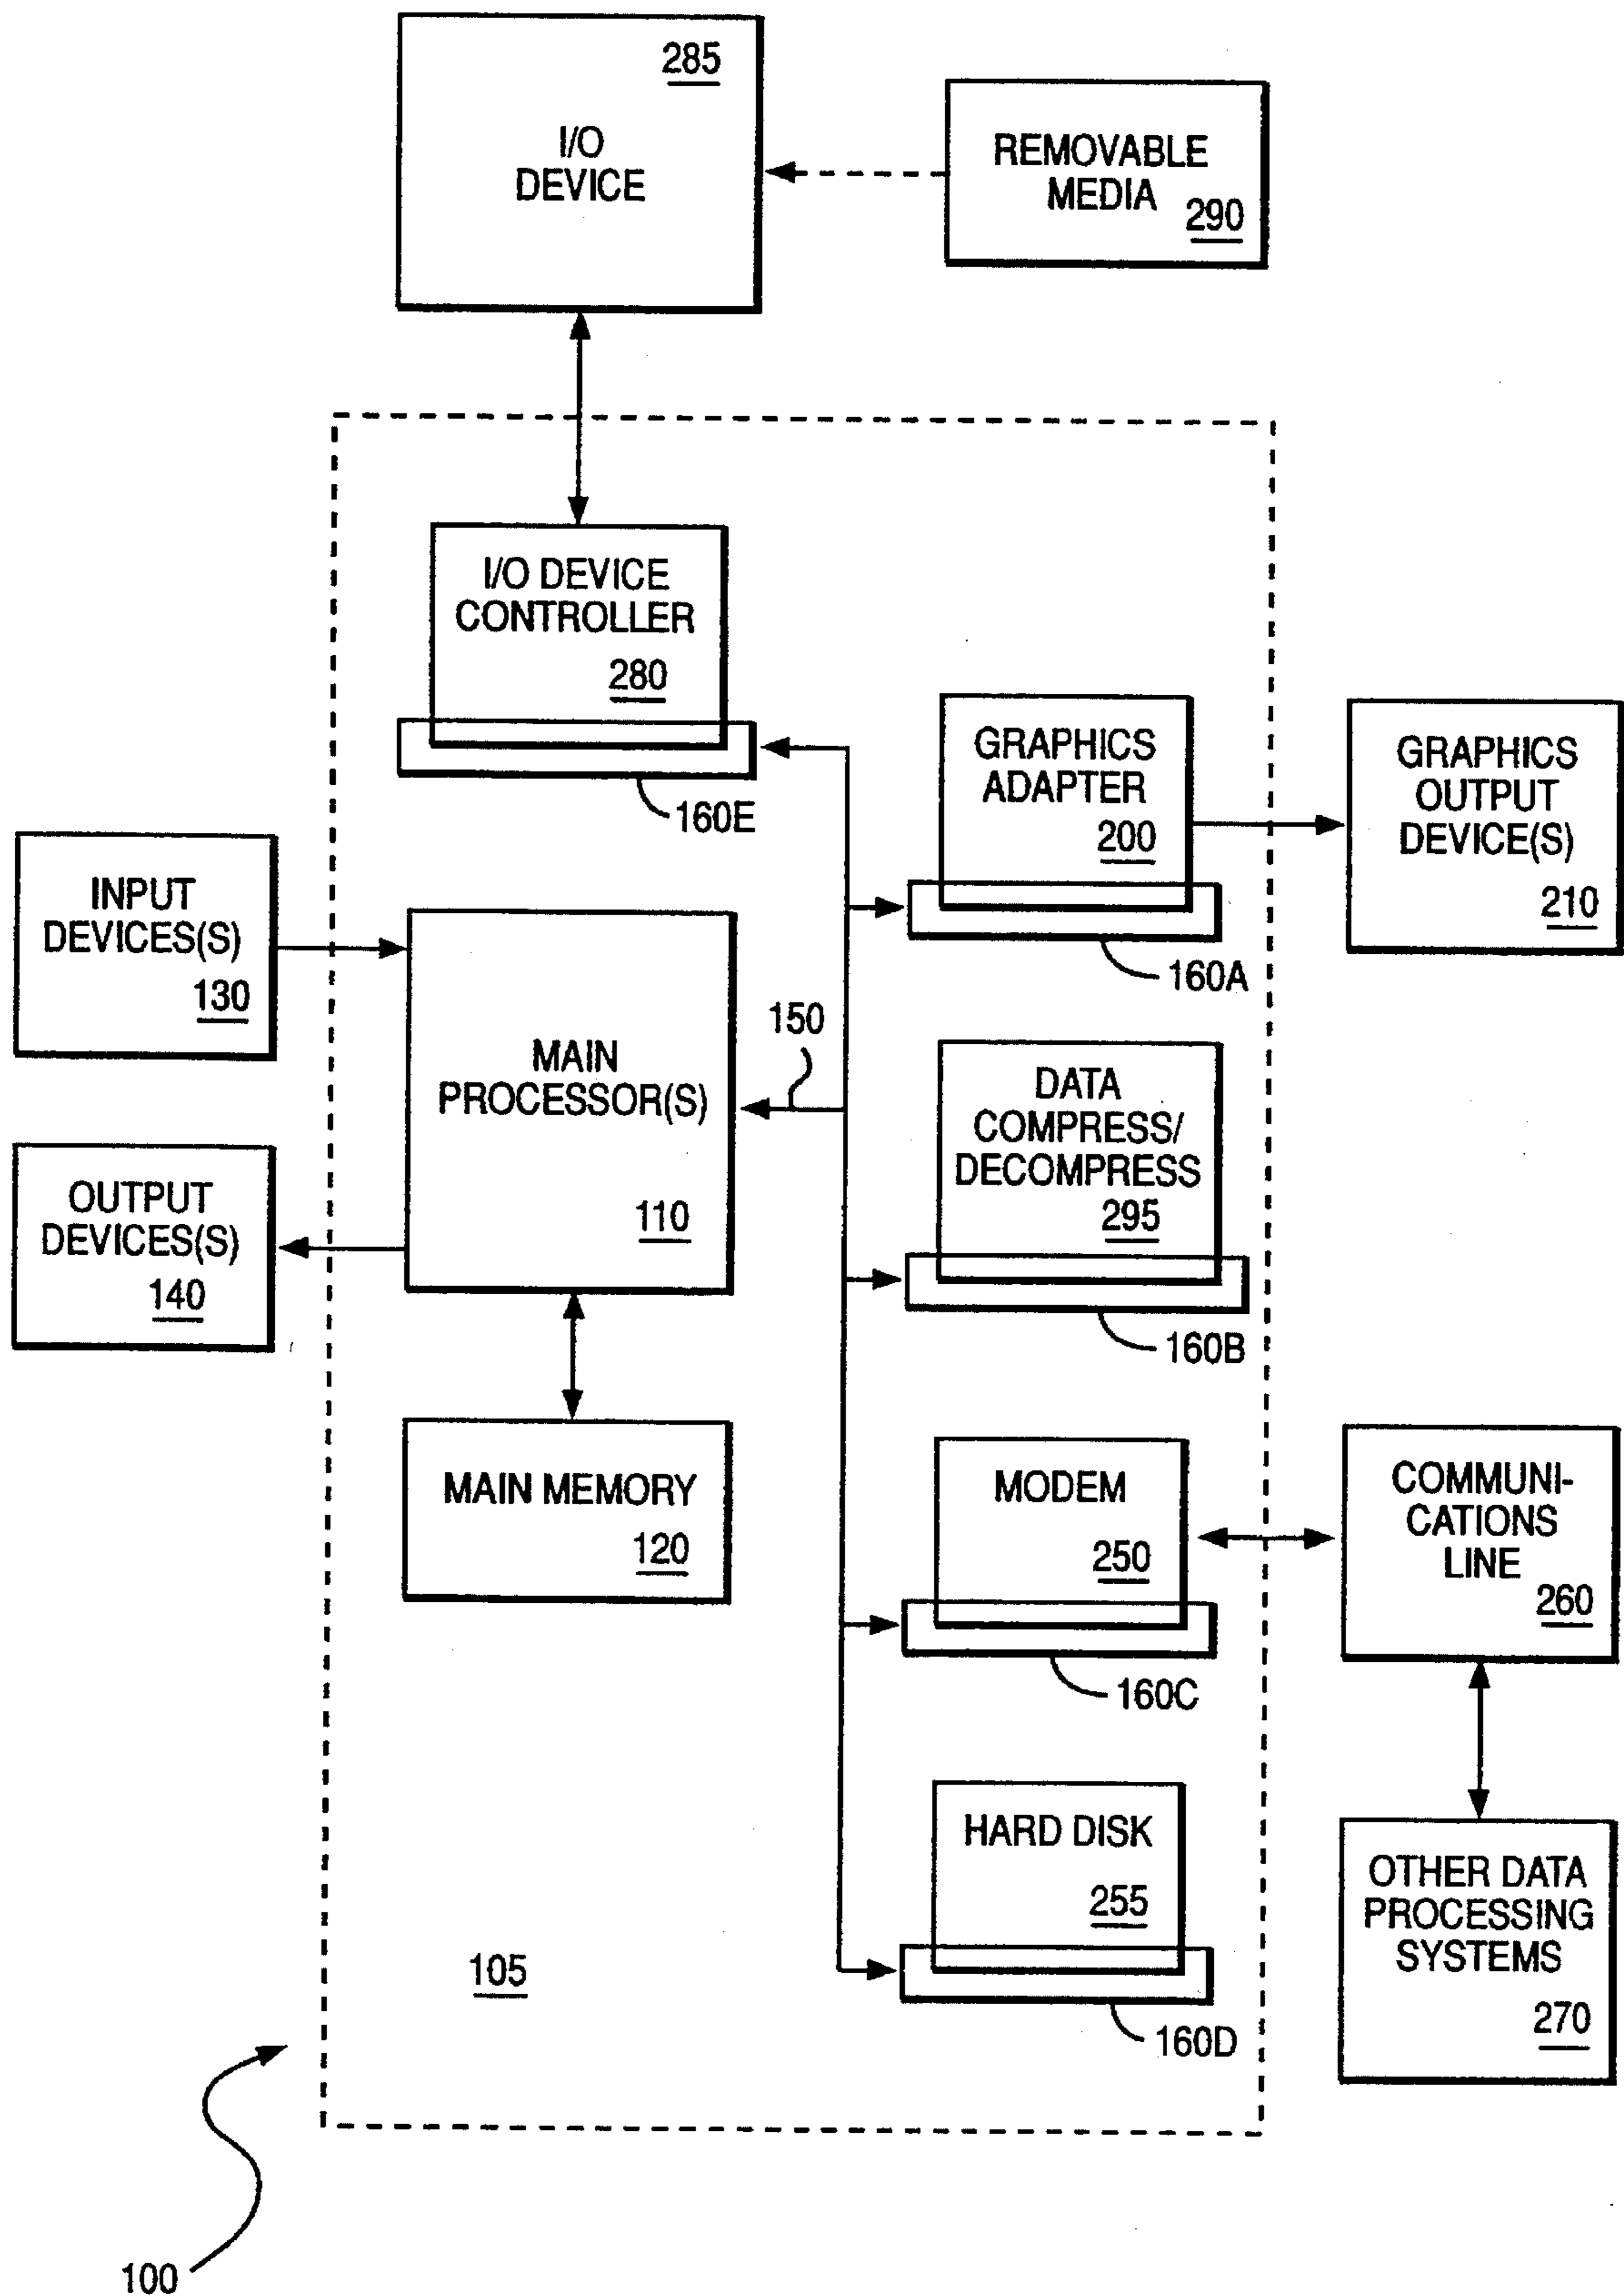 285
I/O
DEVICE
REMOVABLE
MEDIA
290
I/O DEVICE
CONTROLLER
280
160E
GRAPHICS
ADAPTER
200
160A
GRAPHICS
OUTPUT
DEVICE(S)
210
INPUT
DEVICES(S)
130
MAIN
PROCESSOR(S)
110
150
DATA
COMPRESS/
DECOMPRESS
295
160B
OUTPUT
DEVICES(S)
140
MAIN MEMORY
120
MODEM
250
160C
COMMUNI-
CATIONS
LINE
260
HARD DISK
255
160D
OTHER DATA
PROCESSING
SYSTEMS
270
105
100